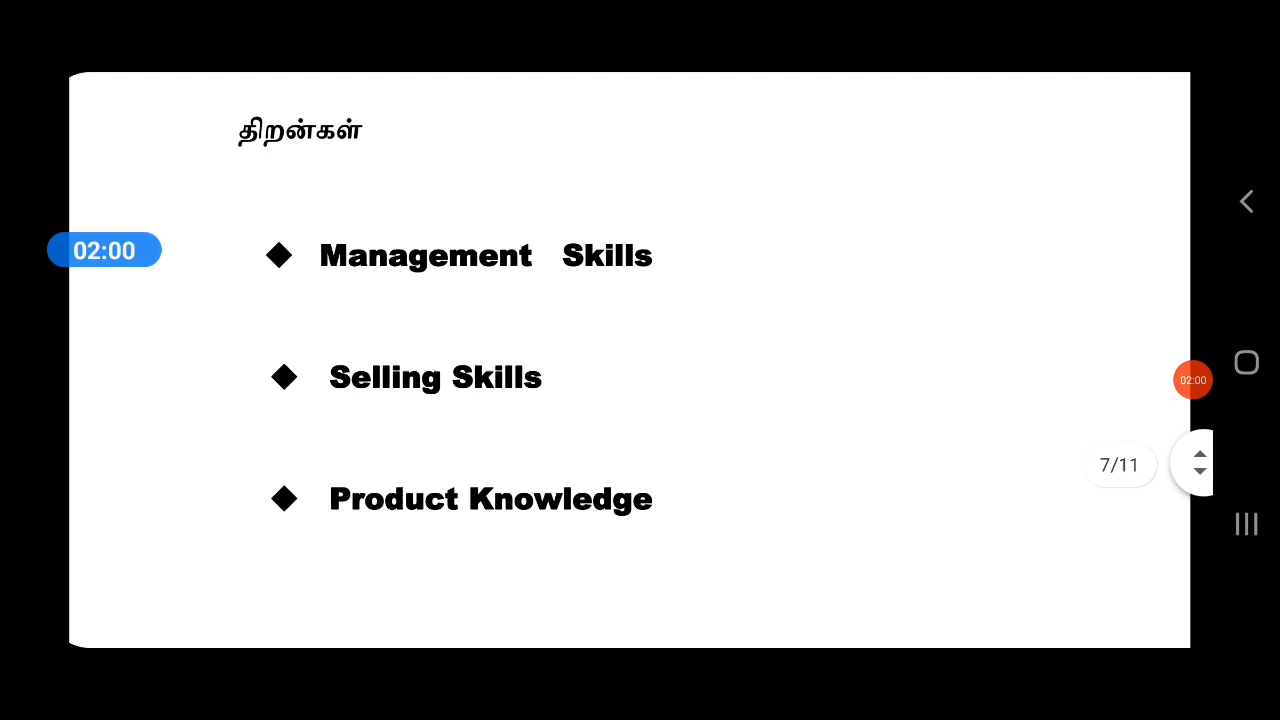 திறன்கள்
02:00
◆ Management Skills
◆ Selling Skills
02:00
7/11
◆ Product Knowledge